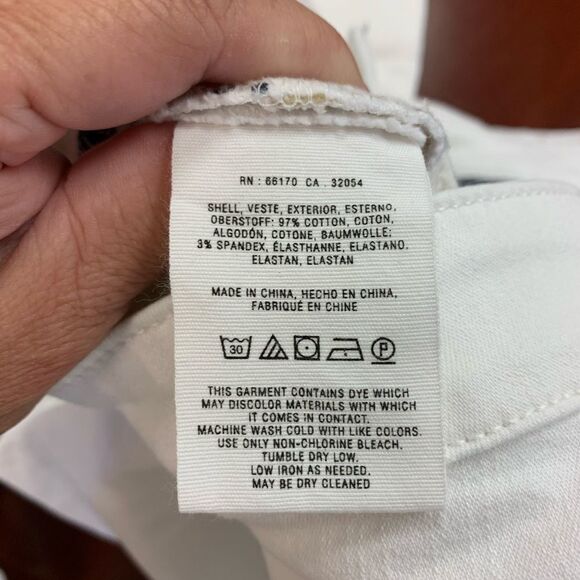 RN : 66170 CA . 32054
SHELL, VESTE, EXTERIOR, ESTERNO,
OBERSTOFF: 97% COTTON, COTON,
ALGODÓN, COTONE, BAUMWOLLE;
3% SPANDEX, ÉLASTHANNE, ELASTANO,
ELASTAN, ELASTAN
MADE IN CHINA, HECHO EN CHINA,
FABRIQUÉ EN CHINE
30 P
THIS GARMENT CONTAINS DYE WHICH
MAY DISCOLOR MATERIALS WITH WHICH
IT COMES IN CONTACT.
MACHINE WASH COLD WITH LIKE COLORS.
USE ONLY NON-CHLORINE BLEACH.
TUMBLE DRY LOW.
LOW IRON AS NEEDED.
MAY BE DRY CLEANED